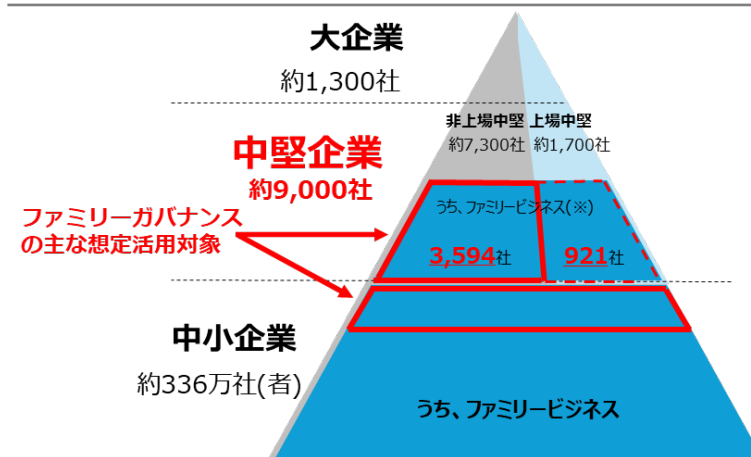 大企業
約1,300社
非上場中堅 上場中堅
約7,300社 約1,700社
中堅企業
約9,000社
うち、ファミリービジネス(※)
ファミリーガバナンス
の主な想定活用対象
3,594社 921社
中小企業
約336万社(者)
うち、ファミリービジネス